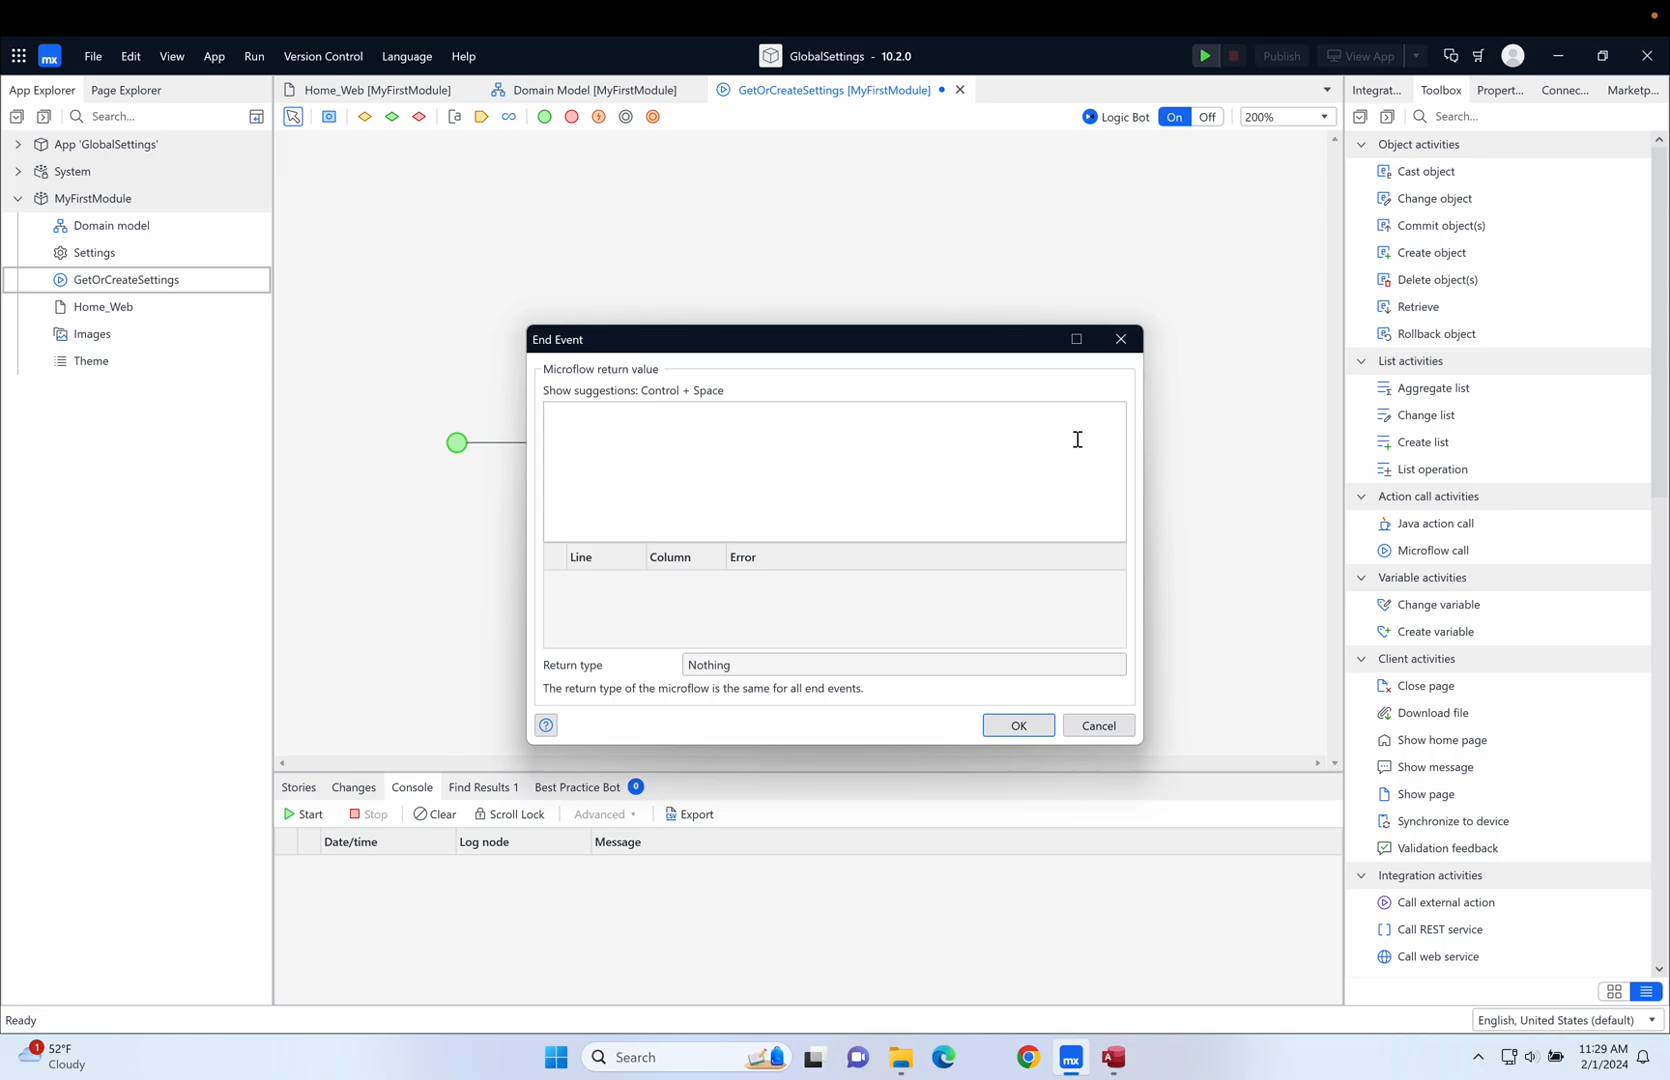 mx File Edit View App Run Version Control Language Help GlobalSettings - 10.2.0 Publish View App
App Explorer Page Explorer
Search...
App 'GlobalSettings'
System
MyFirstModule
Domain model
Settings
GetOrCreateSettings
Home_Web
Images
Theme
Home_Web [MyFirstModule] Domain Model [MyFirstModule] GetOrCreateSettings [MyFirstModule]
Logic Bot On Off 200%
End Event
Microflow return value
Show suggestions: Control + Space
Line Column Error
Return type Nothing
The return type of the microflow is the same for all end events.
? OK Cancel
Stories Changes Console Find Results 1 Best Practice Bot 0
Start Stop Clear Scroll Lock Advanced Export
Date/time Log node Message
Integrat... Toolbox Propert... Connec... Marketp...
Search...
Object activities
Cast object
Change object
Commit object(s)
Create object
Delete object(s)
Retrieve
Rollback object
List activities
Aggregate list
Change list
Create list
List operation
Action call activities
Java action call
Microflow call
Variable activities
Change variable
Create variable
Client activities
Close page
Download file
Show home page
Show message
Show page
Synchronize to device
Validation feedback
Integration activities
Call external action
Call REST service
Call web service
Ready English, United States (default)
1 52°F
Cloudy
Search
mx
11:29 AM
2/1/2024